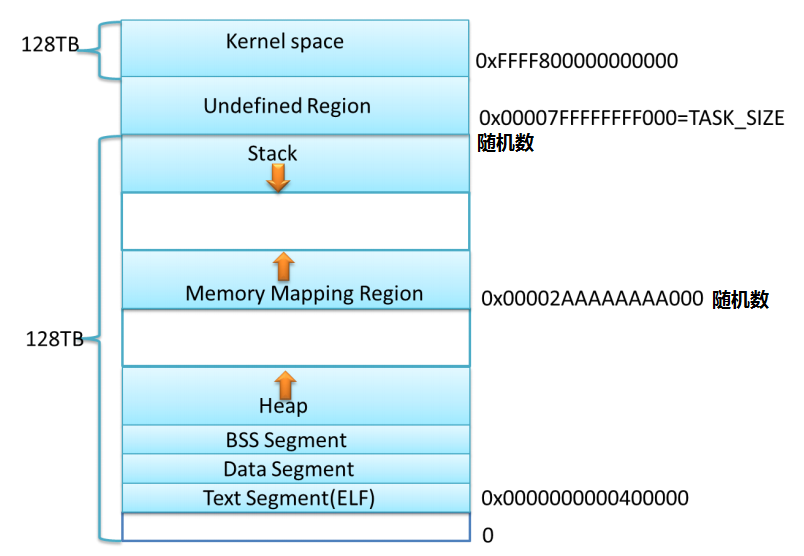 128TB
Kernel space
0xFFFF800000000000
Undefined Region
0x00007FFFFFFFF000=TASK_SIZE
随机数
Stack
Memory Mapping Region
0x00002AAAAAAAA000 随机数
128TB
Heap
BSS Segment
Data Segment
Text Segment(ELF)
0x0000000000400000
0